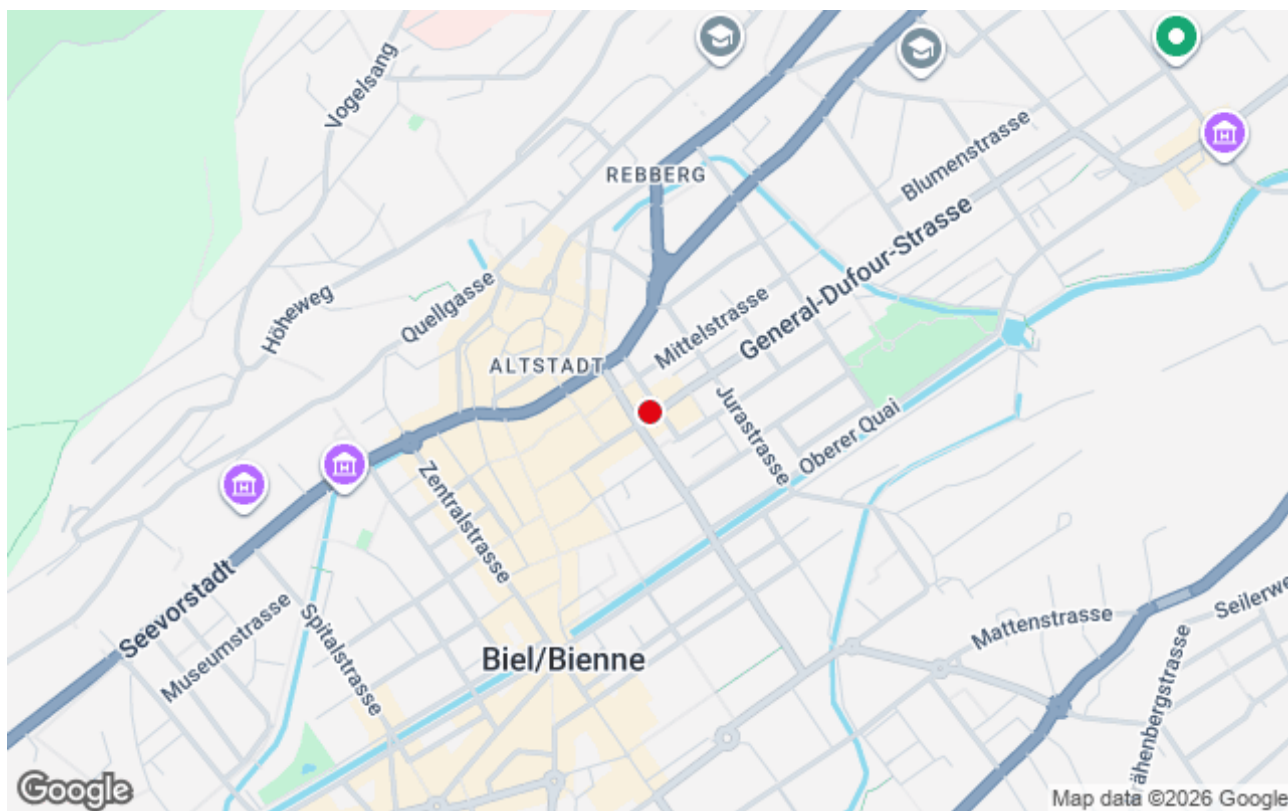 Vogelsang
REBBERG
Blumenstrasse
General-Dufour-Strasse
Höheweg
Quellgasse
Mittelstrasse
ALTSTADT
Jurastrasse
Oberer Quai
Zentralstrasse
Seevorstadt
Museumstrasse
Spitalstrasse
Biel/Bienne
Mattenstrasse
Seilerwe
rähenbergstrasse
H
H
H
Google
Map data ©2026 Google